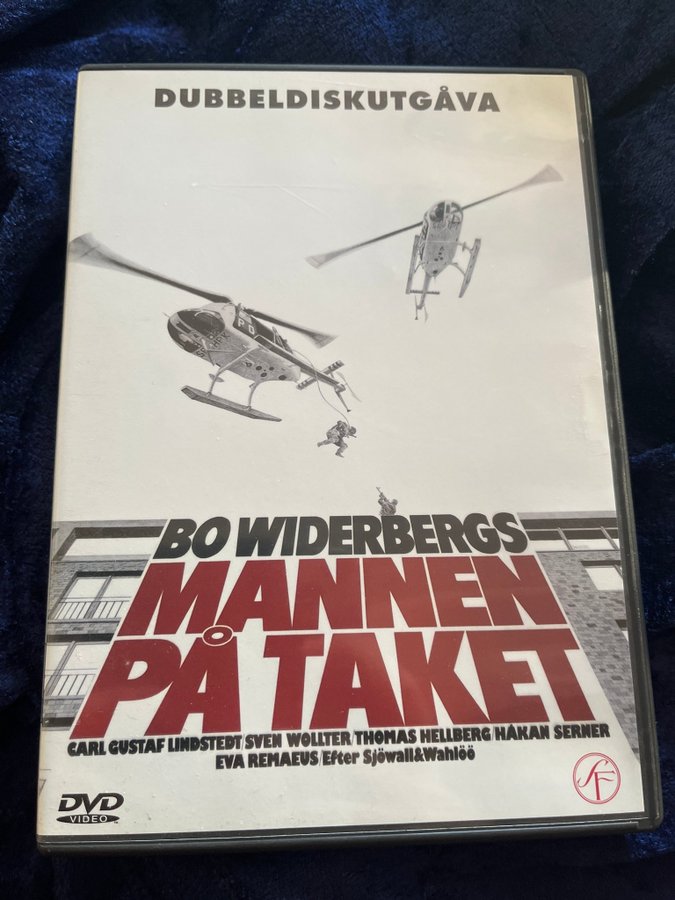 DUBBELDISKUTGÅVA
BO WIDERBERGS
MANNEN
PÅ TAKET
CARL GUSTAF LINDSTEDT/SVEN WOLLTER/THOMAS HELLBERG/HÅKAN SERNER
EVA REMAEUS/Efter Sjöwall&Wahlöö
DVD
VIDEO
SF